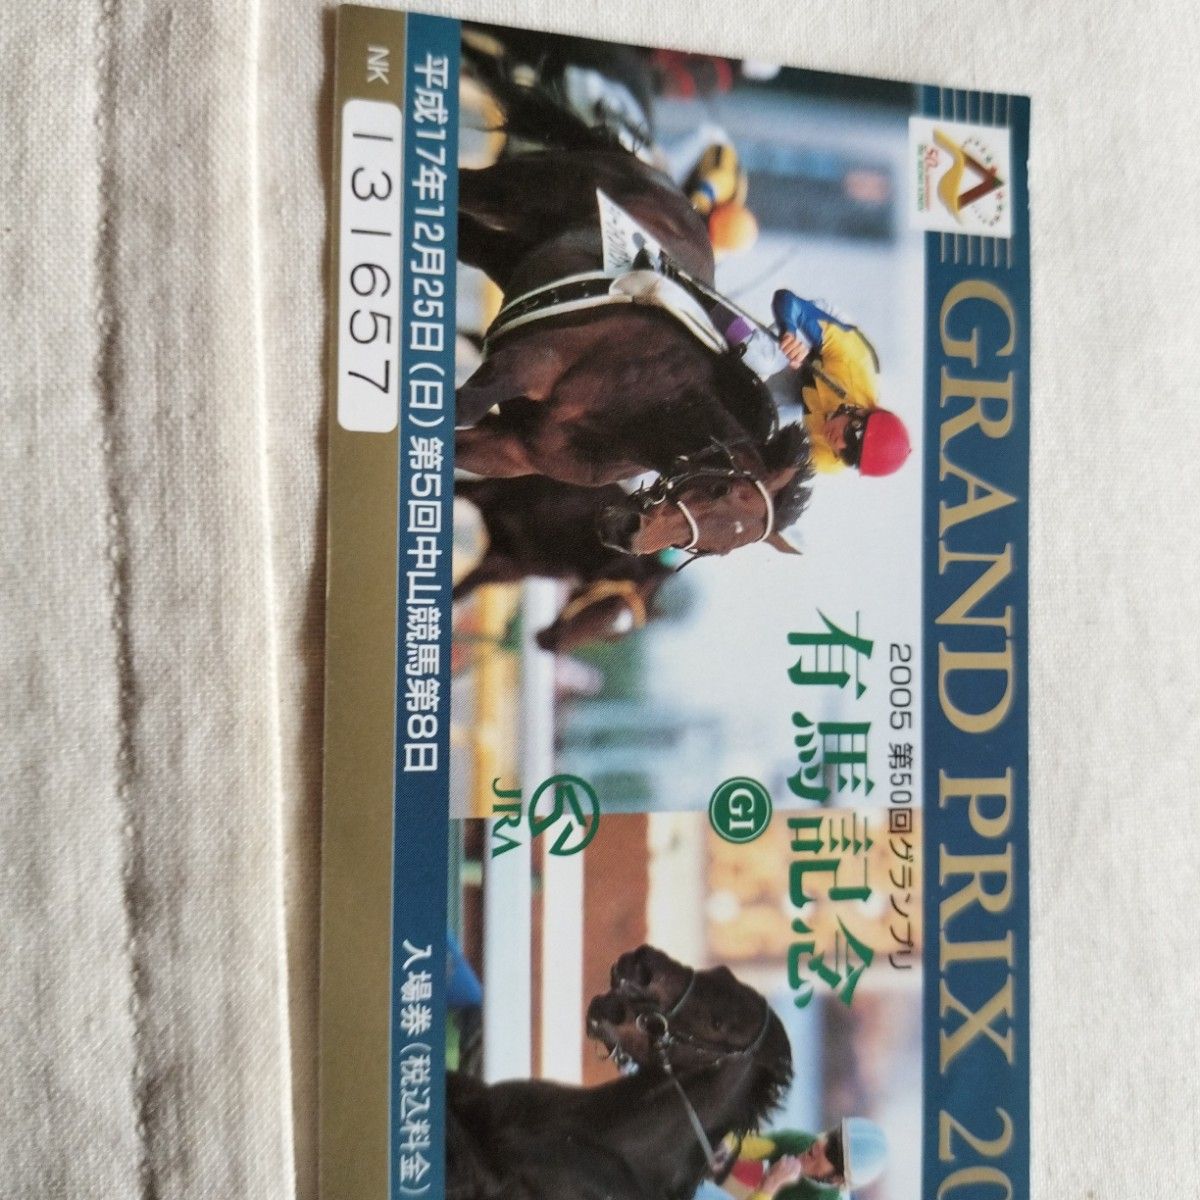 GRAND PRIX 20
2005 第50回グランプリ
有馬記念
GI
JRA
平成17年12月25日(日)第5回中山競馬第8日
入場券(税込料金)
NK
131657